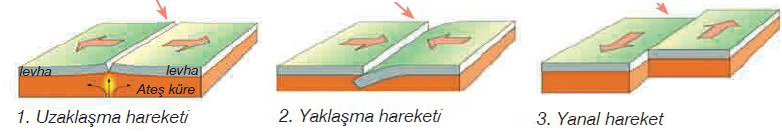 levha
levha
Ateş küre
1. Uzaklaşma hareketi
2. Yaklaşma hareketi
3. Yanal hareket